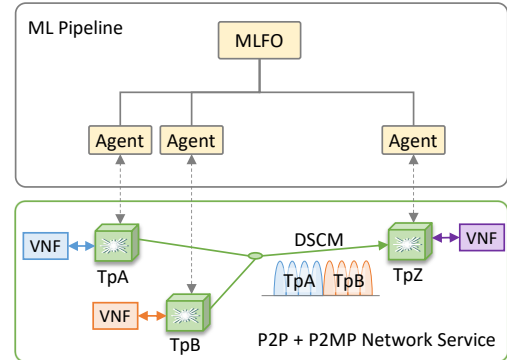 ML Pipeline
MLFO
Agent
Agent
Agent
VNF
TpA
DSCM
TpZ
VNF
TpA
TpB
VNF
TpB
P2P + P2MP Network Service